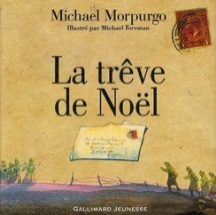 Michael Morpurgo
Illustré par Michael Foreman
La trêve
de Noël
GALLIMARD JEUNESSE